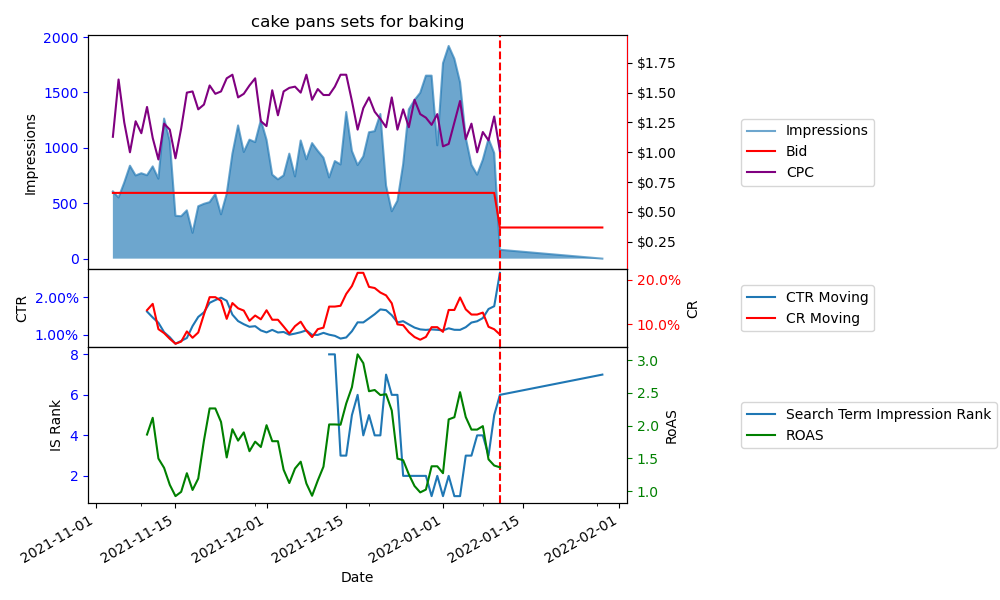 cake pans sets for baking
2000
1500
1000
500
0
Impressions
$1.75
$1.50
$1.25
$1.00
$0.75
$0.50
$0.25
Impressions
Bid
CPC
2.00%
1.00%
CTR
20.0%
10.0%
CR
CTR Moving
CR Moving
8
6
4
2
IS Rank
3.0
2.5
2.0
1.5
1.0
RoAS
Search Term Impression Rank
ROAS
2021-11-01
2021-11-15
2021-12-01
2021-12-15
2022-01-01
2022-01-15
2022-02-01
Date